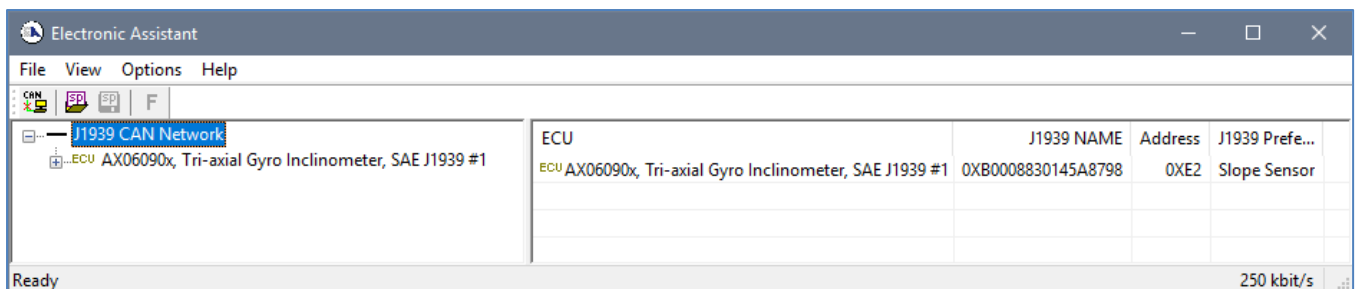 Electronic Assistant
File View Options Help
CAN SP SP F
J1939 CAN Network
ECU AX06090x, Tri-axial Gyro Inclinometer, SAE J1939 #1
ECU J1939 NAME Address J1939 Prefe...
ECU AX06090x, Tri-axial Gyro Inclinometer, SAE J1939 #1 0XB0008830145A8798 0XE2 Slope Sensor
Ready 250 kbit/s